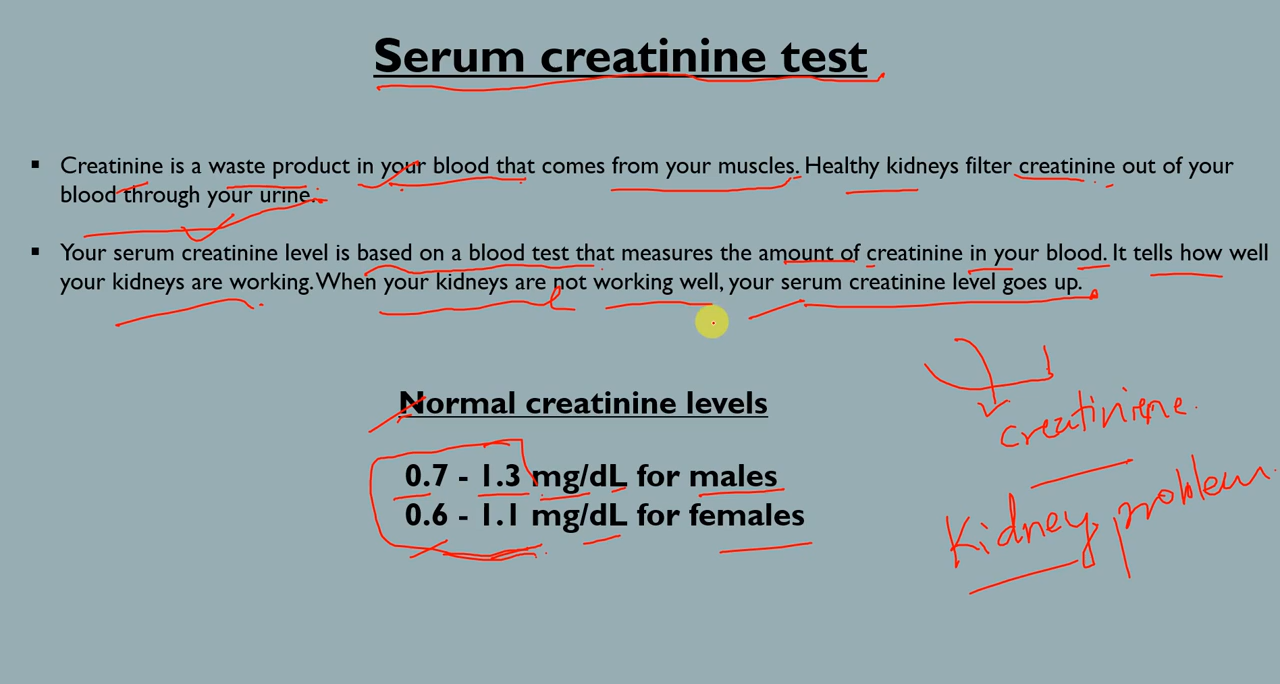 Serum creatinine test
▪ Creatinine is a waste product in your blood that comes from your muscles. Healthy kidneys filter creatinine out of your
blood through your urine.
▪ Your serum creatinine level is based on a blood test that measures the amount of creatinine in your blood. It tells how well
your kidneys are working. When your kidneys are not working well, your serum creatinine level goes up.
Normal creatinine levels
0.7 - 1.3 mg/dL for males
0.6 - 1.1 mg/dL for females
creatiniene.
Kidney problem.